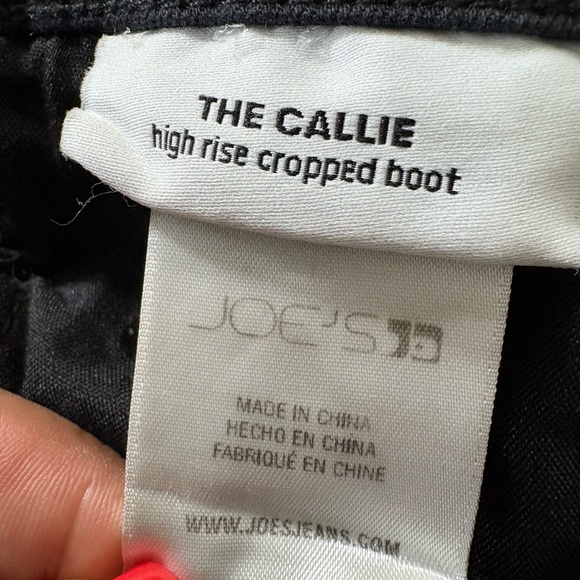 THE CALLIE
high rise cropped boot
JOE'S
MADE IN CHINA
HECHO EN CHINA
FABRIQUÉ EN CHINE
WWW.JOESJEANS.COM